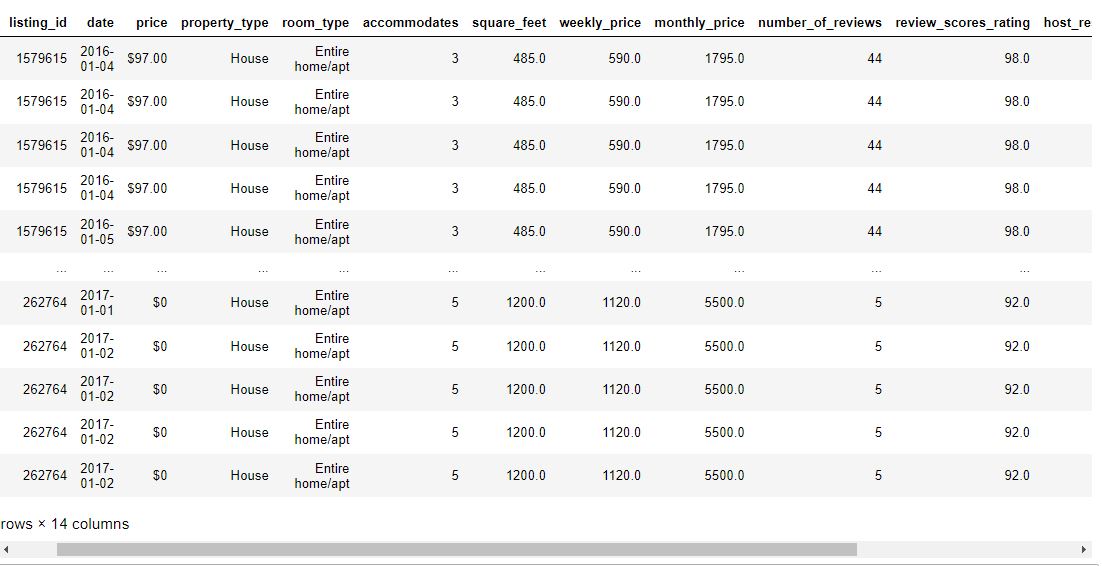 listing_id date price property_type room_type accommodates square_feet weekly_price monthly_price number_of_reviews review_scores_rating host_re
1579615 2016-01-04 $97.00 House Entire home/apt 3 485.0 590.0 1795.0 44 98.0
1579615 2016-01-04 $97.00 House Entire home/apt 3 485.0 590.0 1795.0 44 98.0
1579615 2016-01-04 $97.00 House Entire home/apt 3 485.0 590.0 1795.0 44 98.0
1579615 2016-01-04 $97.00 House Entire home/apt 3 485.0 590.0 1795.0 44 98.0
1579615 2016-01-05 $97.00 House Entire home/apt 3 485.0 590.0 1795.0 44 98.0
... ... ... ... ... ... ... ... ... ... ...
262764 2017-01-01 $0 House Entire home/apt 5 1200.0 1120.0 5500.0 5 92.0
262764 2017-01-02 $0 House Entire home/apt 5 1200.0 1120.0 5500.0 5 92.0
262764 2017-01-02 $0 House Entire home/apt 5 1200.0 1120.0 5500.0 5 92.0
262764 2017-01-02 $0 House Entire home/apt 5 1200.0 1120.0 5500.0 5 92.0
262764 2017-01-02 $0 House Entire home/apt 5 1200.0 1120.0 5500.0 5 92.0
rows × 14 columns